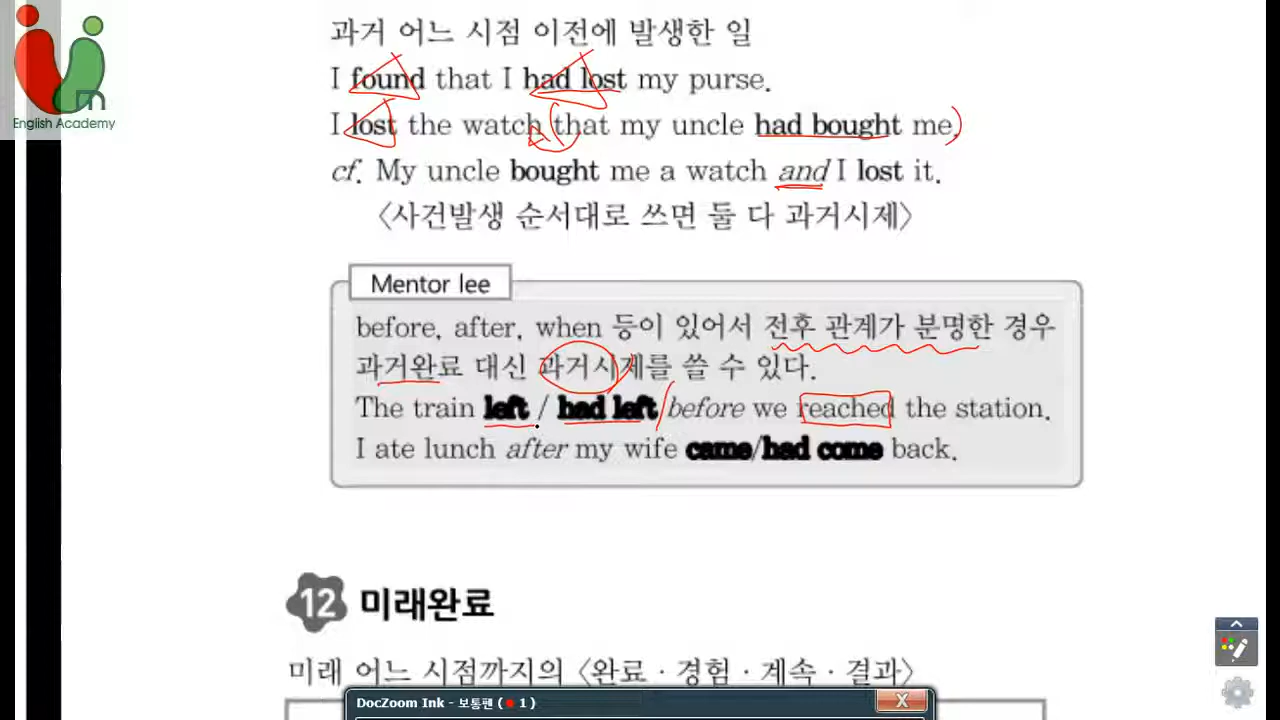 과거 어느 시점 이전에 발생한 일
I found that I had lost my purse.
I lost the watch that my uncle had bought me.
cf. My uncle bought me a watch and I lost it.
〈사건발생 순서대로 쓰면 둘 다 과거시제〉
Mentor lee
before, after, when 등이 있어서 전후 관계가 분명한 경우
과거완료 대신 과거시제를 쓸 수 있다.
The train left / had left before we reached the station.
I ate lunch after my wife came/had come back.
12 미래완료
미래 어느 시점까지의 〈완료 · 경험 · 계속 · 결과〉
DocZoom Ink - 보통펜 ( 1 )
X
m
English Academy